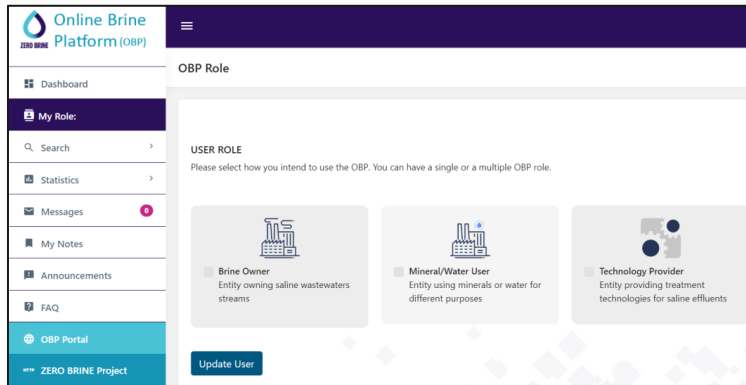 Online Brine
Platform (OBP)
ZERO BRINE
Dashboard
My Role:
Search
Statistics
Messages 0
My Notes
Announcements
FAQ
OBP Portal
HTTP ZERO BRINE Project
OBP Role
USER ROLE
Please select how you intend to use the OBP. You can have a single or a multiple OBP role.
Brine Owner
Entity owning saline wastewaters
streams
Mineral/Water User
Entity using minerals or water for
different purposes
Technology Provider
Entity providing treatment
technologies for saline effluents
Update User